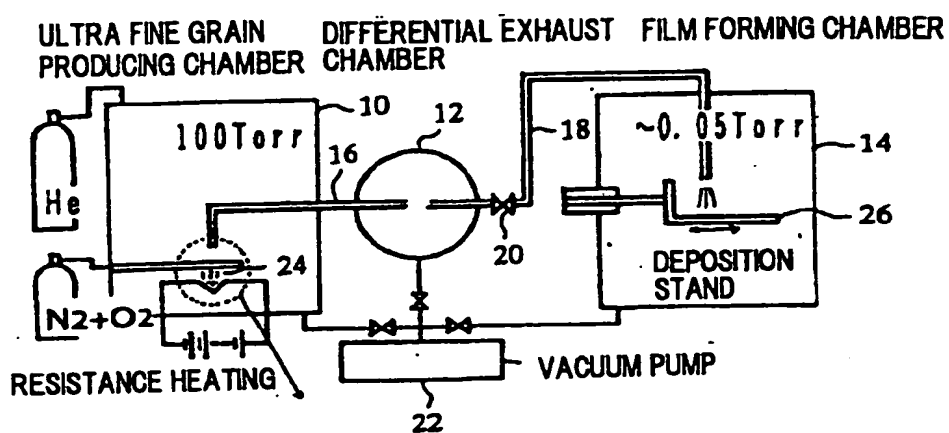 ULTRA FINE GRAIN
PRODUCING CHAMBER
DIFFERENTIAL EXHAUST
CHAMBER
FILM FORMING CHAMBER
10
12
18
14
100Torr
~0.05Torr
16
He
20
26
24
DEPOSITION
STAND
N2+O2
RESISTANCE HEATING
VACUUM PUMP
22